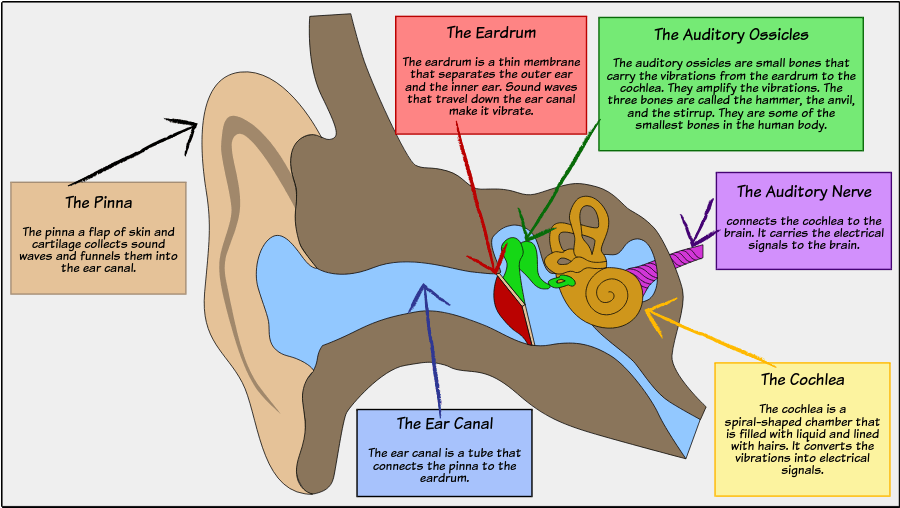 The Eardrum
The eardrum is a thin membrane
that separates the outer ear
and the inner ear. Sound waves
that travel down the ear canal
make it vibrate.
The Auditory Ossicles
The auditory ossicles are small bones that
carry the vibrations from the eardrum to the
cochlea. They amplify the vibrations. The
three bones are called the hammer, the anvil,
and the stirrup. They are some of the
smallest bones in the human body.
The Pinna
The pinna a flap of skin and
cartilage collects sound
waves and funnels them into
the ear canal.
The Auditory Nerve
connects the cochlea to the
brain. It carries the electrical
signals to the brain.
The Ear Canal
The ear canal is a tube that
connects the pinna to the
eardrum.
The Cochlea
The cochlea is a
spiral-shaped chamber that
is filled with liquid and lined
with hairs. It converts the
vibrations into electrical
signals.